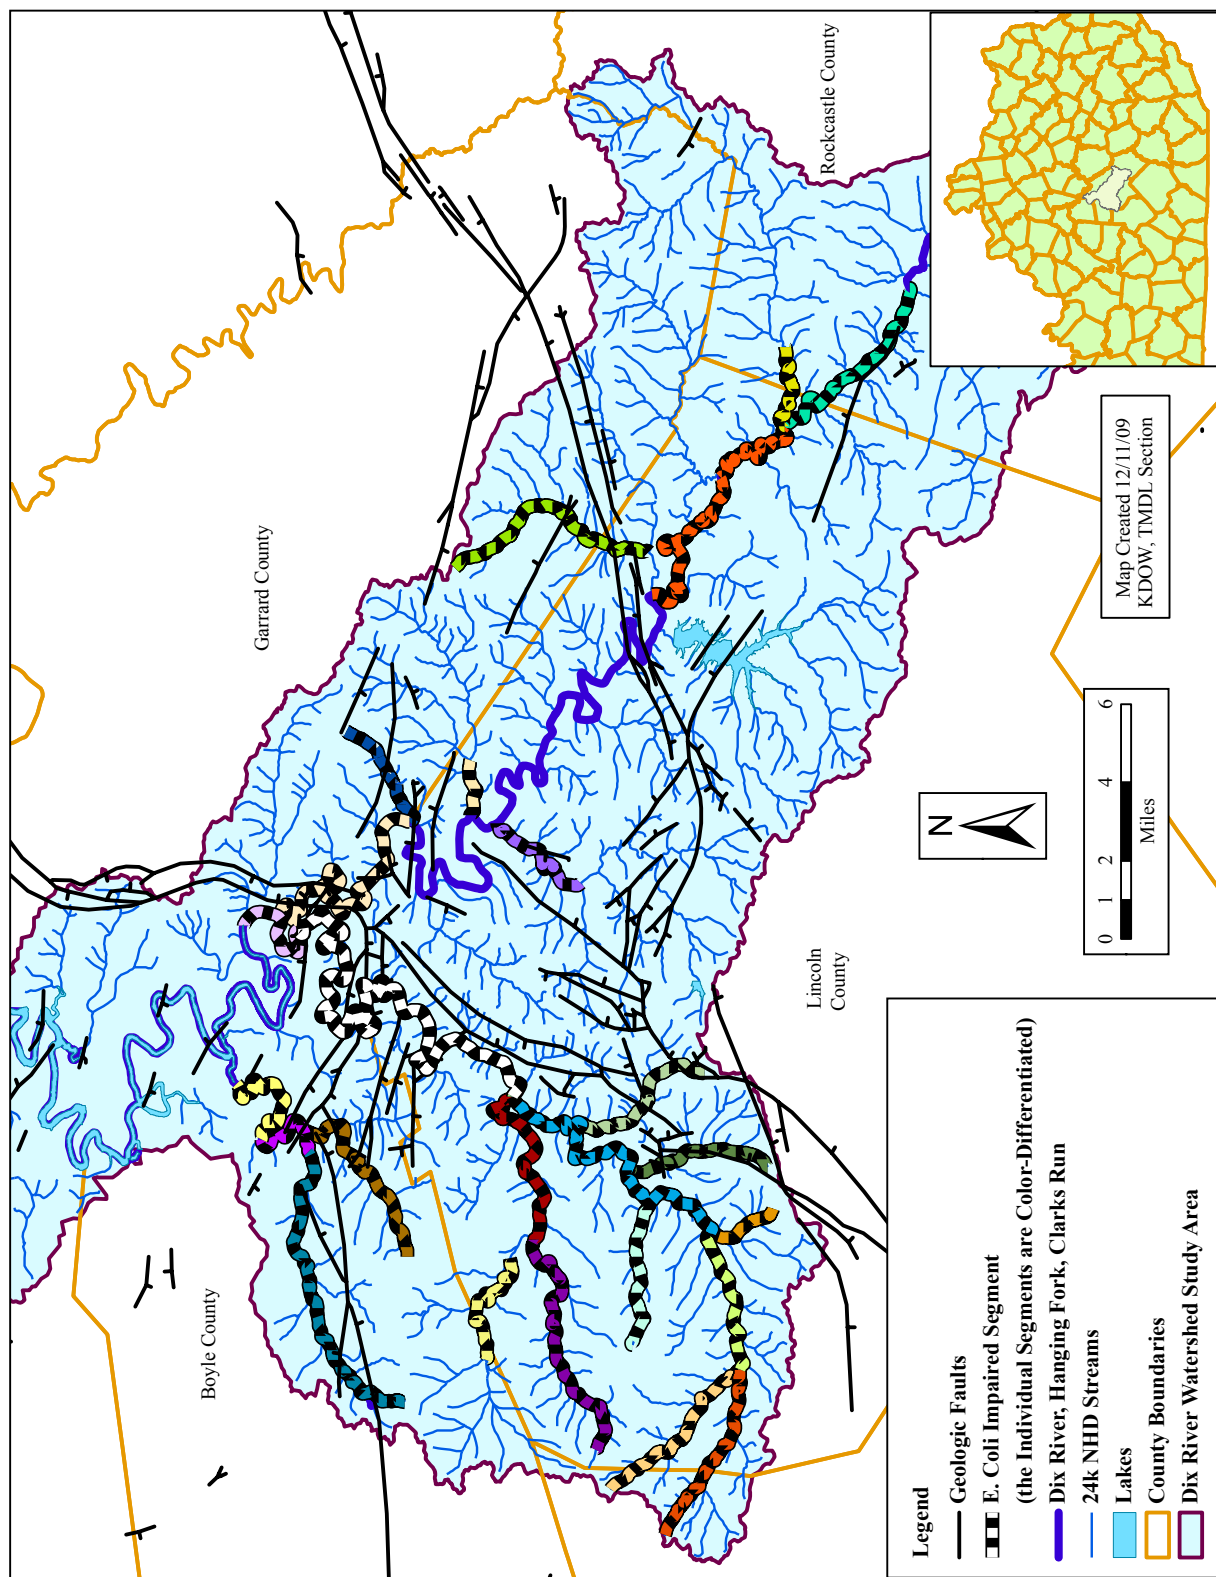 Rockcastle County
Garrard County
Boyle County
Lincoln
County
Map Created 12/11/09
KDOW, TMDL Section
N
0 1 2 4 6
Miles
Legend
Geologic Faults
E. Coli Impaired Segment
(the Individual Segments are Color-Differentiated)
Dix River, Hanging Fork, Clarks Run
24k NHD Streams
Lakes
County Boundaries
Dix River Watershed Study Area